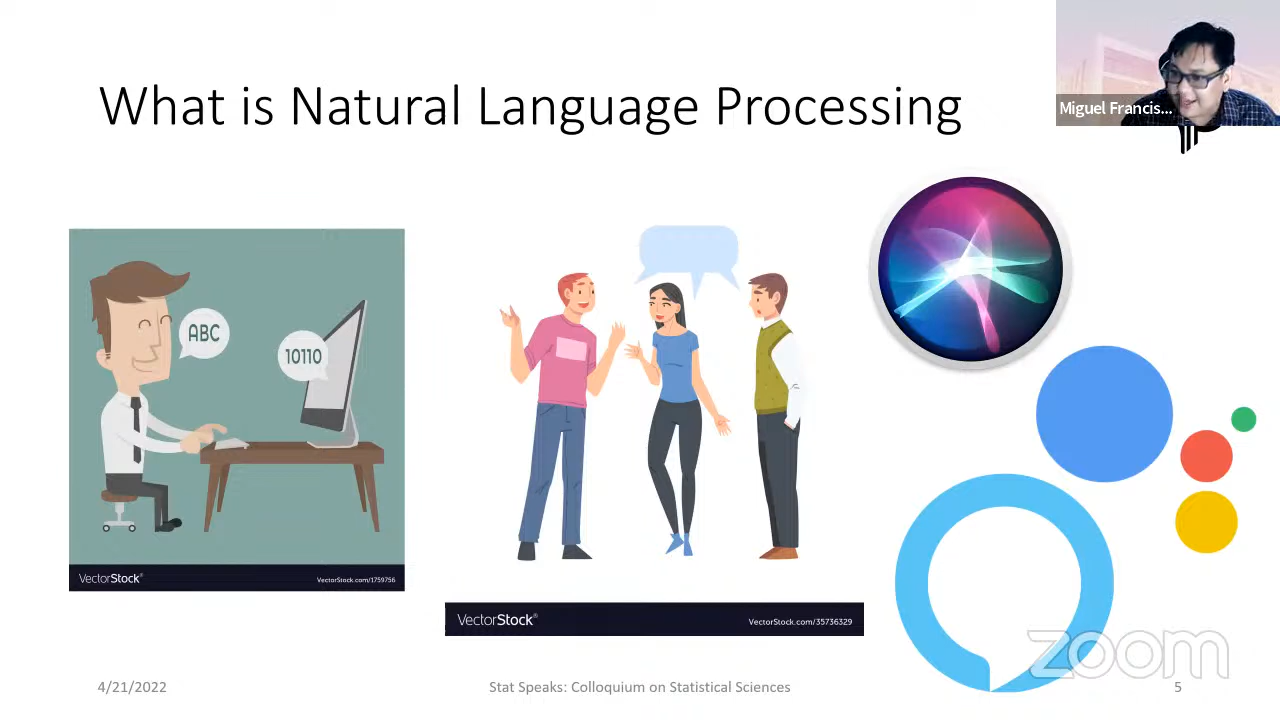 What is Natural Language Processing
Miguel Francis...
ABC
10110
VectorStock®
VectorStock.com/1759756
VectorStock®
VectorStock.com/35736329
zoom
4/21/2022
Stat Speaks: Colloquium on Statistical Sciences
5